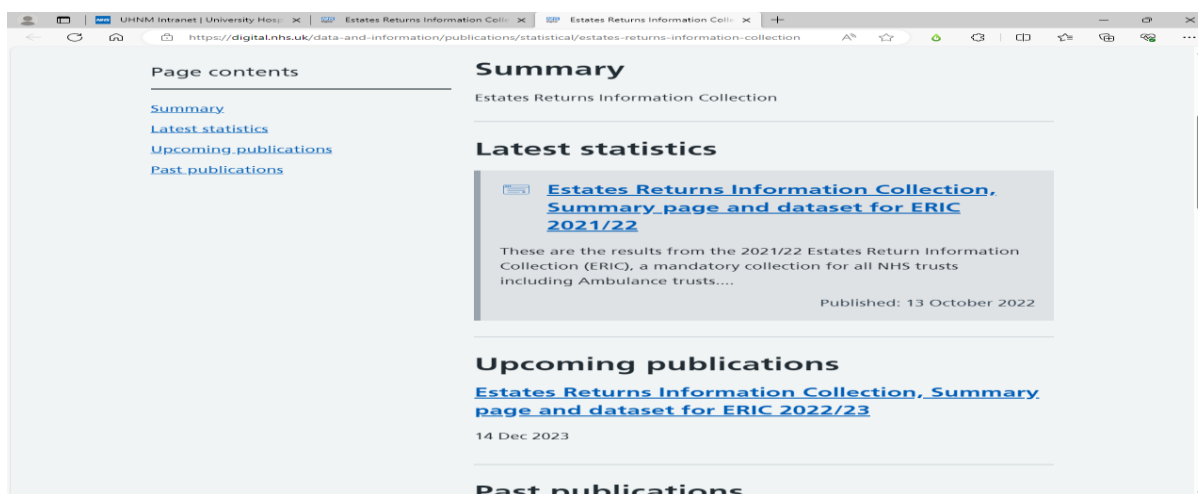 UHNM Intranet | University Hosp
Estates Returns Information Colle
Estates Returns Information Colle
https://digital.nhs.uk/data-and-information/publications/statistical/estates-returns-information-collection
Page contents
Summary
Latest statistics
Upcoming publications
Past publications
Summary
Estates Returns Information Collection
Latest statistics
Estates Returns Information Collection,
Summary page and dataset for ERIC
2021/22
These are the results from the 2021/22 Estates Return Information
Collection (ERIC), a mandatory collection for all NHS trusts
including Ambulance trusts....
Published: 13 October 2022
Upcoming publications
Estates Returns Information Collection, Summary
page and dataset for ERIC 2022/23
14 Dec 2023
Past publications